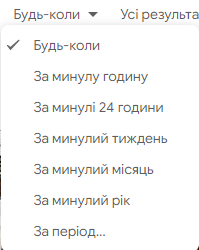 Будь-коли Усі результа
Будь-коли
За минулу годину
За минулі 24 години
За минулий тиждень
За минулий місяць
За минулий рік
За період...